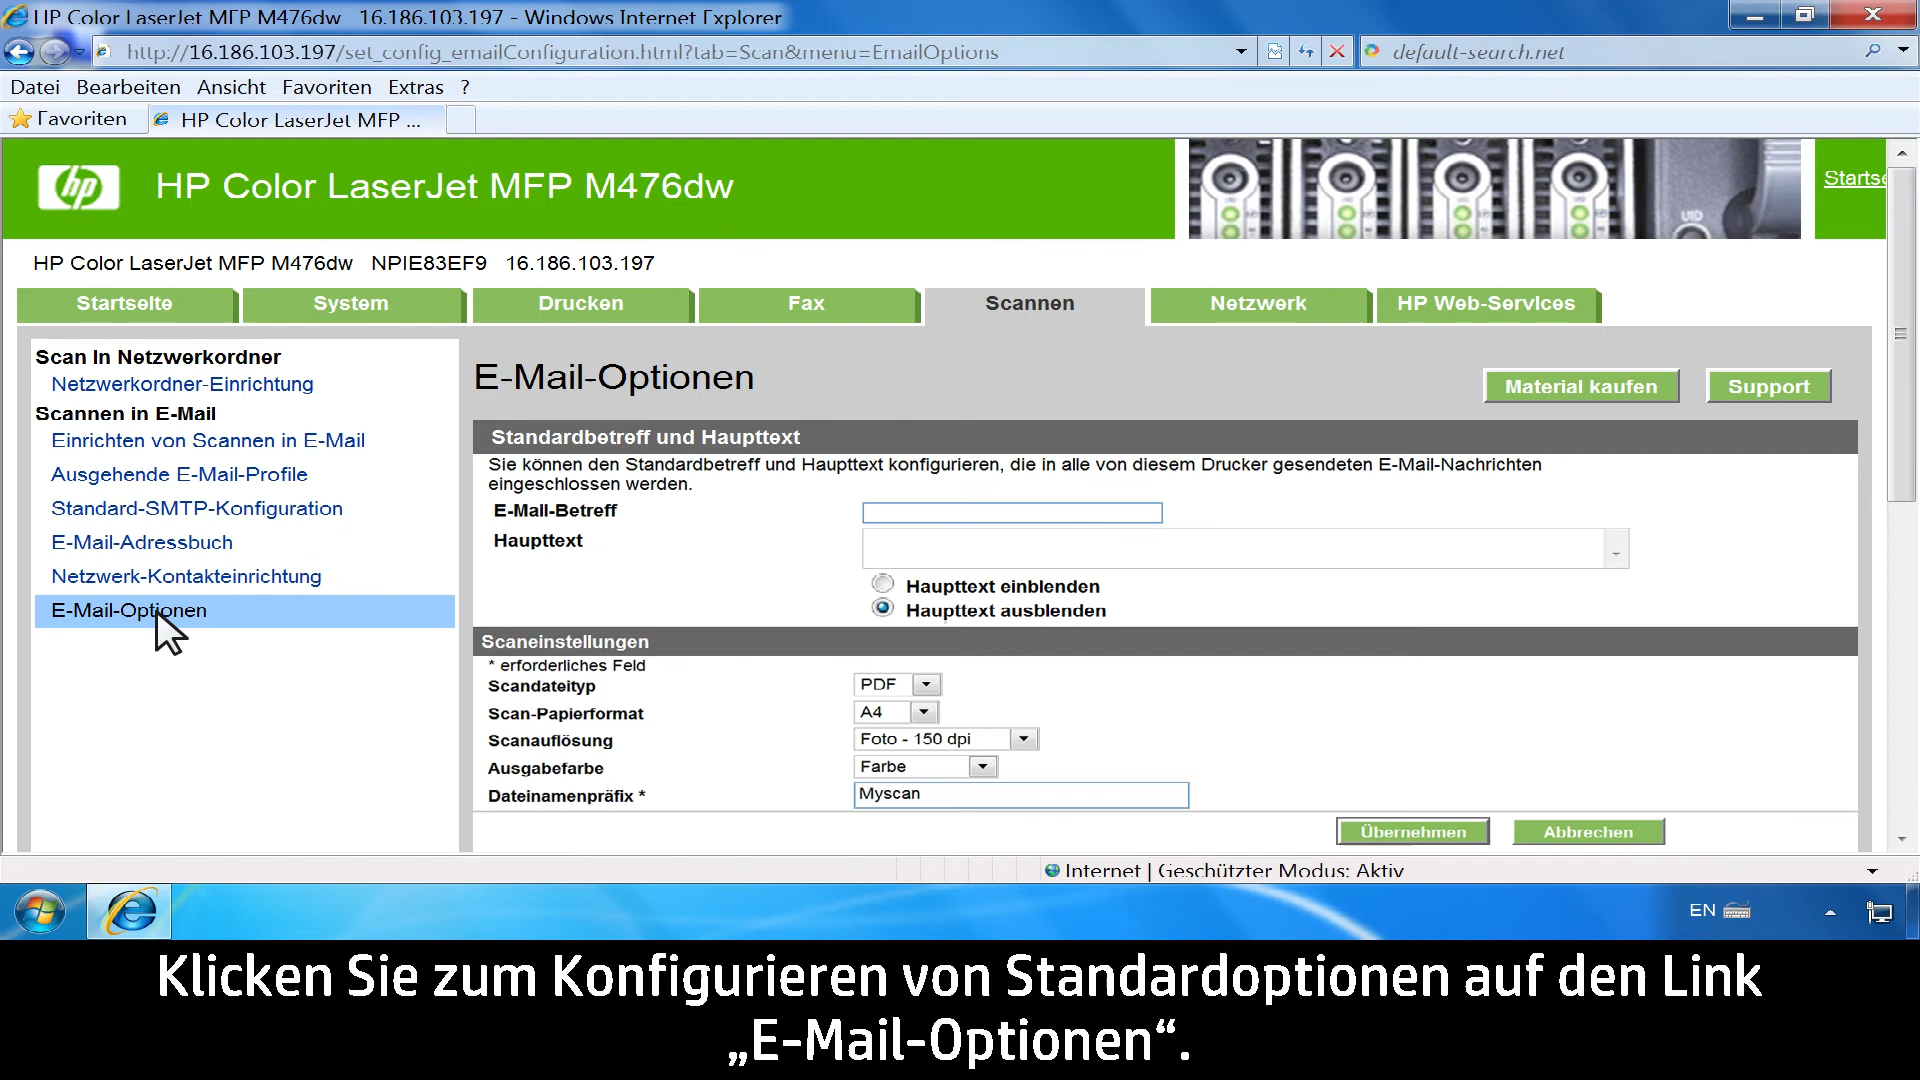 HP Color LaserJet MFP M476dw   16.186.103.197 - Windows Internet Explorer
http://16.186.103.197/set_config_emailConfiguration.html?tab=Scan&menu=EmailOptions
default-search.net
Datei Bearbeiten Ansicht Favoriten Extras ?
Favoriten
HP Color LaserJet MFP ...
hp
HP Color LaserJet MFP M476dw
UID
Startse
HP Color LaserJet MFP M476dw   NPIE83EF9   16.186.103.197
Startseite System Drucken Fax Scannen Netzwerk HP Web-Services
Scan in Netzwerkordner
Netzwerkordner-Einrichtung
Scannen in E-Mail
Einrichten von Scannen in E-Mail
Ausgehende E-Mail-Profile
Standard-SMTP-Konfiguration
E-Mail-Adressbuch
Netzwerk-Kontakteinrichtung
E-Mail-Optionen
E-Mail-Optionen
Material kaufen
Support
Standardbetreff und Haupttext
Sie können den Standardbetreff und Haupttext konfigurieren, die in alle von diesem Drucker gesendeten E-Mail-Nachrichten
eingeschlossen werden.
E-Mail-Betreff
Haupttext
Haupttext einblenden
Haupttext ausblenden
Scaneinstellungen
* erforderliches Feld
Scandateityp PDF
Scan-Papierformat A4
Scanauflösung Foto - 150 dpi
Ausgabefarbe Farbe
Dateinamenpräfix * Myscan
Übernehmen Abbrechen
Internet | Geschützter Modus: Aktiv
EN
Klicken Sie zum Konfigurieren von Standardoptionen auf den Link
„E-Mail-Optionen“.